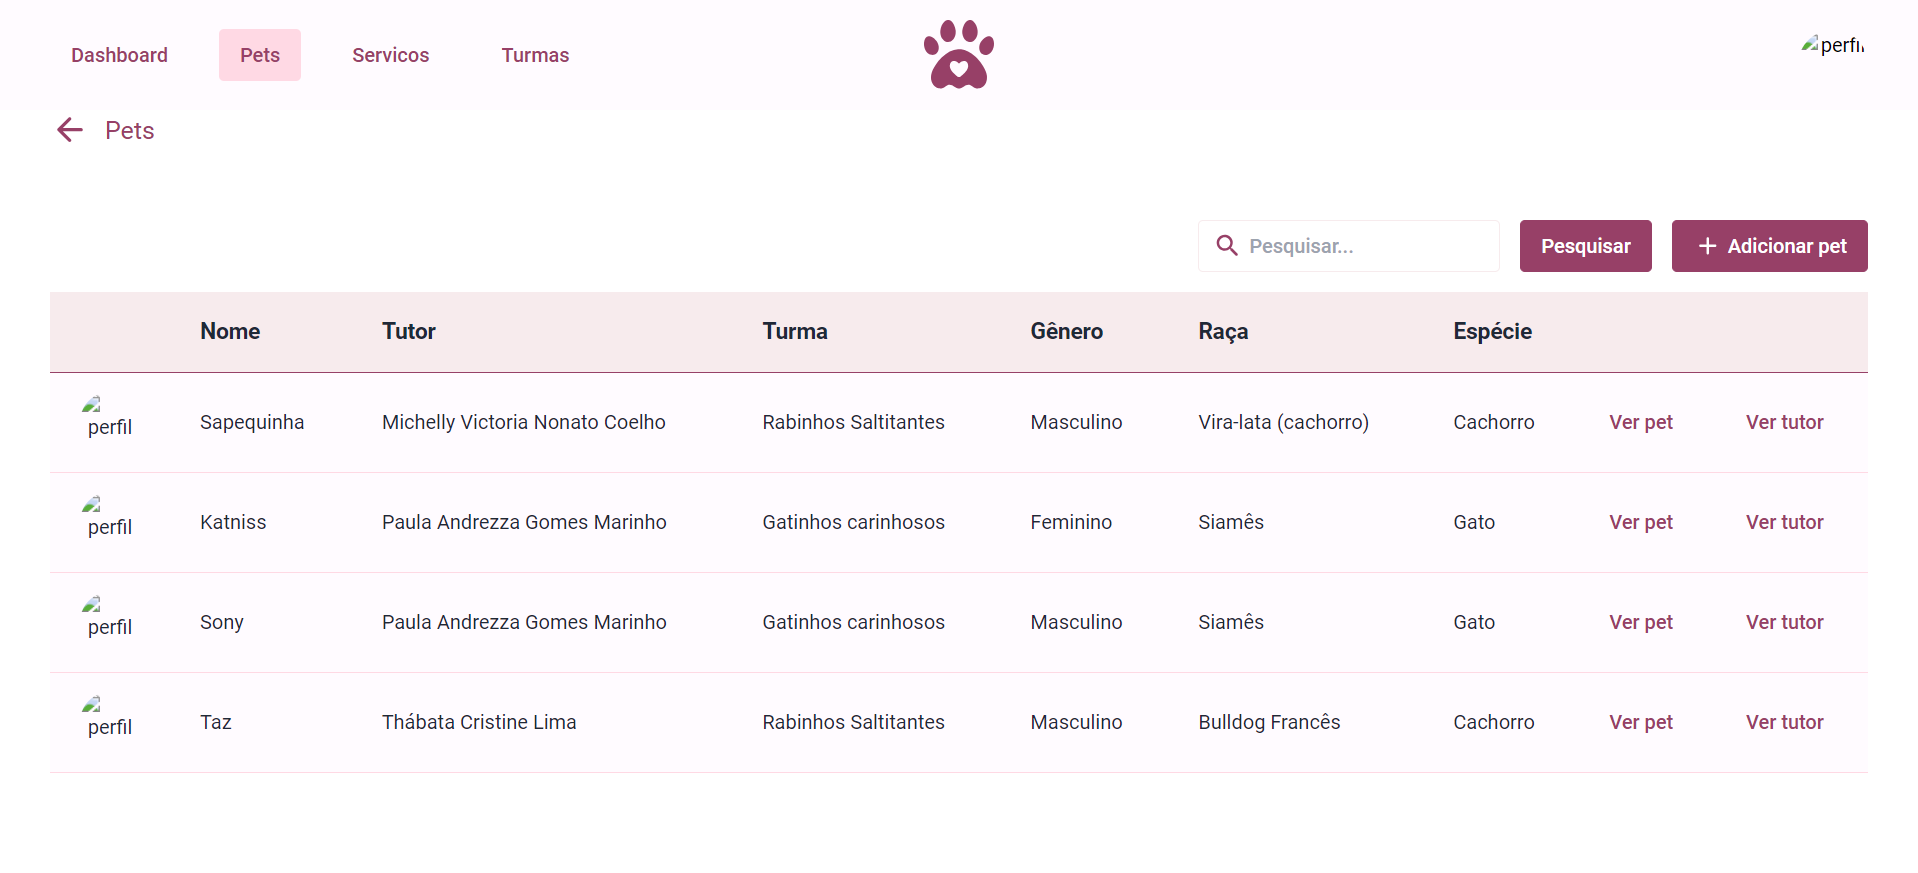 Dashboard Pets Servicos Turmas perfil
Pets
Pesquisar... Pesquisar Adicionar pet
Nome Tutor Turma Gênero Raça Espécie
perfil Sapequinha Michelly Victoria Nonato Coelho Rabinhos Saltitantes Masculino Vira-lata (cachorro) Cachorro Ver pet Ver tutor
perfil Katniss Paula Andrezza Gomes Marinho Gatinhos carinhosos Feminino Siamês Gato Ver pet Ver tutor
perfil Sony Paula Andrezza Gomes Marinho Gatinhos carinhosos Masculino Siamês Gato Ver pet Ver tutor
perfil Taz Thábata Cristine Lima Rabinhos Saltitantes Masculino Bulldog Francês Cachorro Ver pet Ver tutor